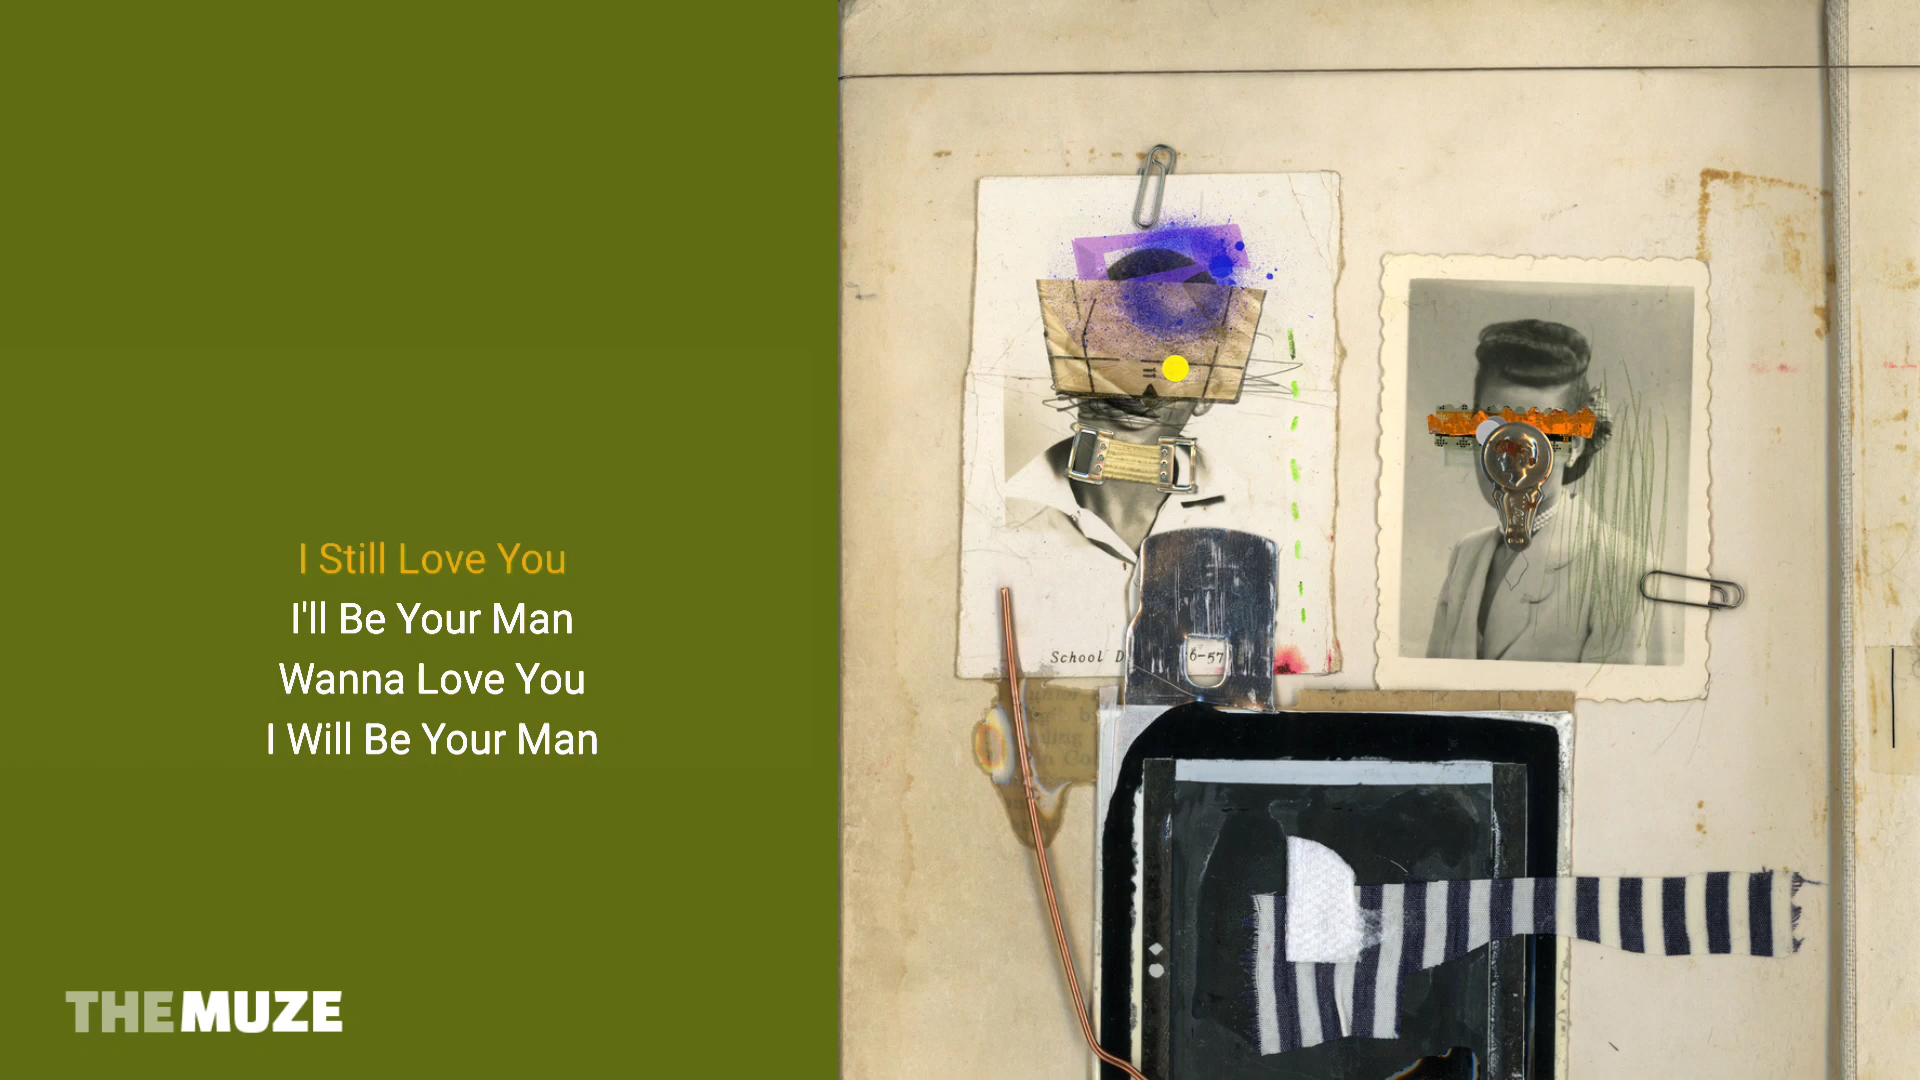 I Still Love You
I'll Be Your Man
Wanna Love You
I Will Be Your Man
THEMUZE
School D
6-57